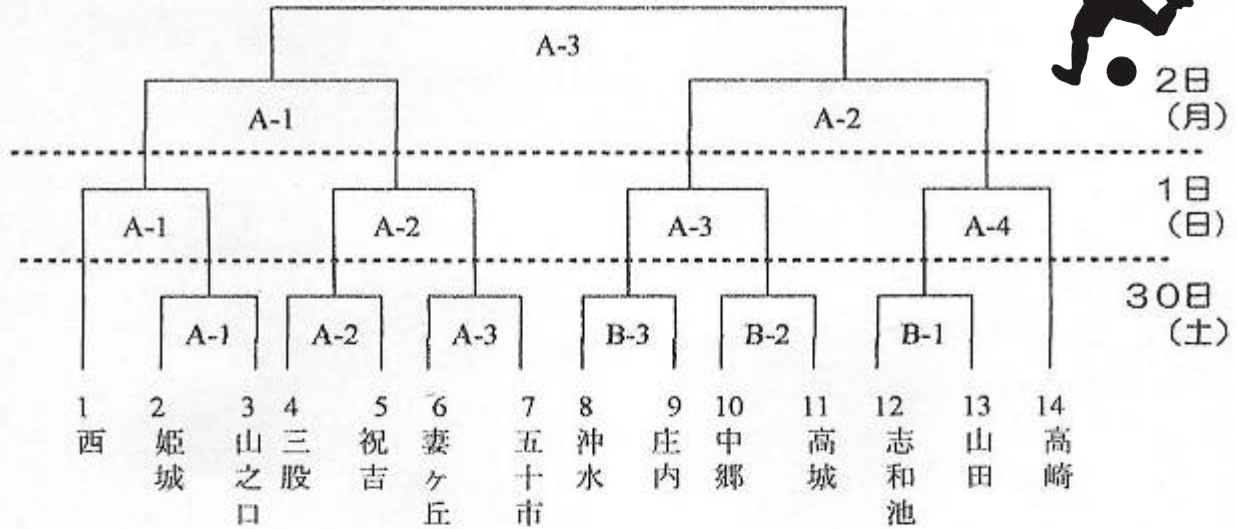 A-3
2日
(月)
A-1 A-2
1日
(日)
A-1 A-2 A-3 A-4
30日
(土)
A-1 A-2 A-3 B-3 B-2 B-1
1 西
2 姫城
3 山之口
4 三股
5 祝吉
6 妻ヶ丘
7 五十市
8 沖水
9 庄内
10 中郷
11 高城
12 志和池
13 山田
14 高崎